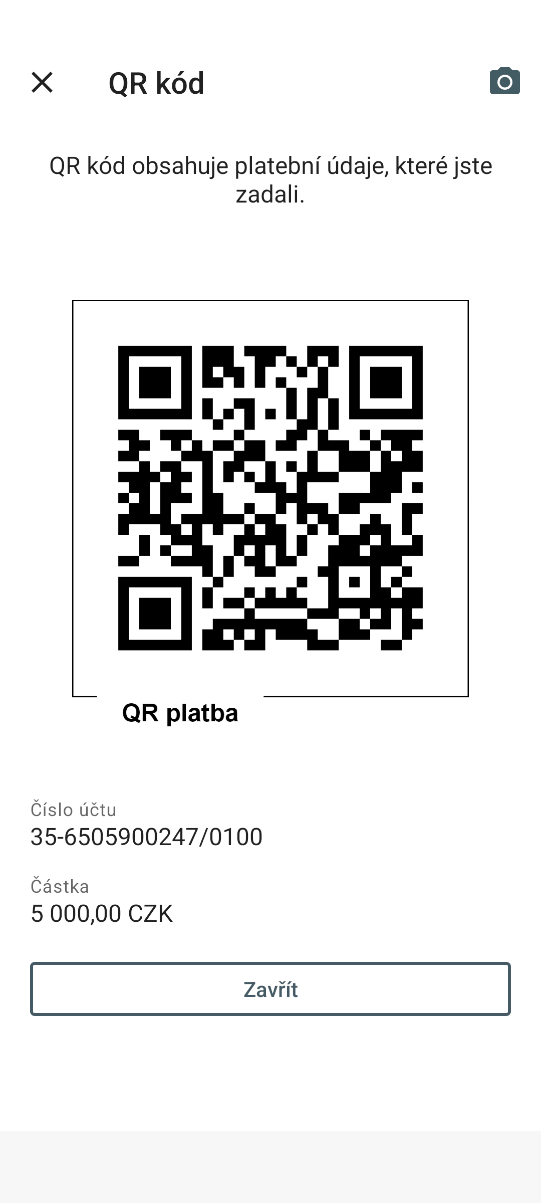 QR kód
QR kód obsahuje platební údaje, které jste
zadali.
QR platba
Číslo účtu
35-6505900247/0100
Částka
5 000,00 CZK
Zavřít